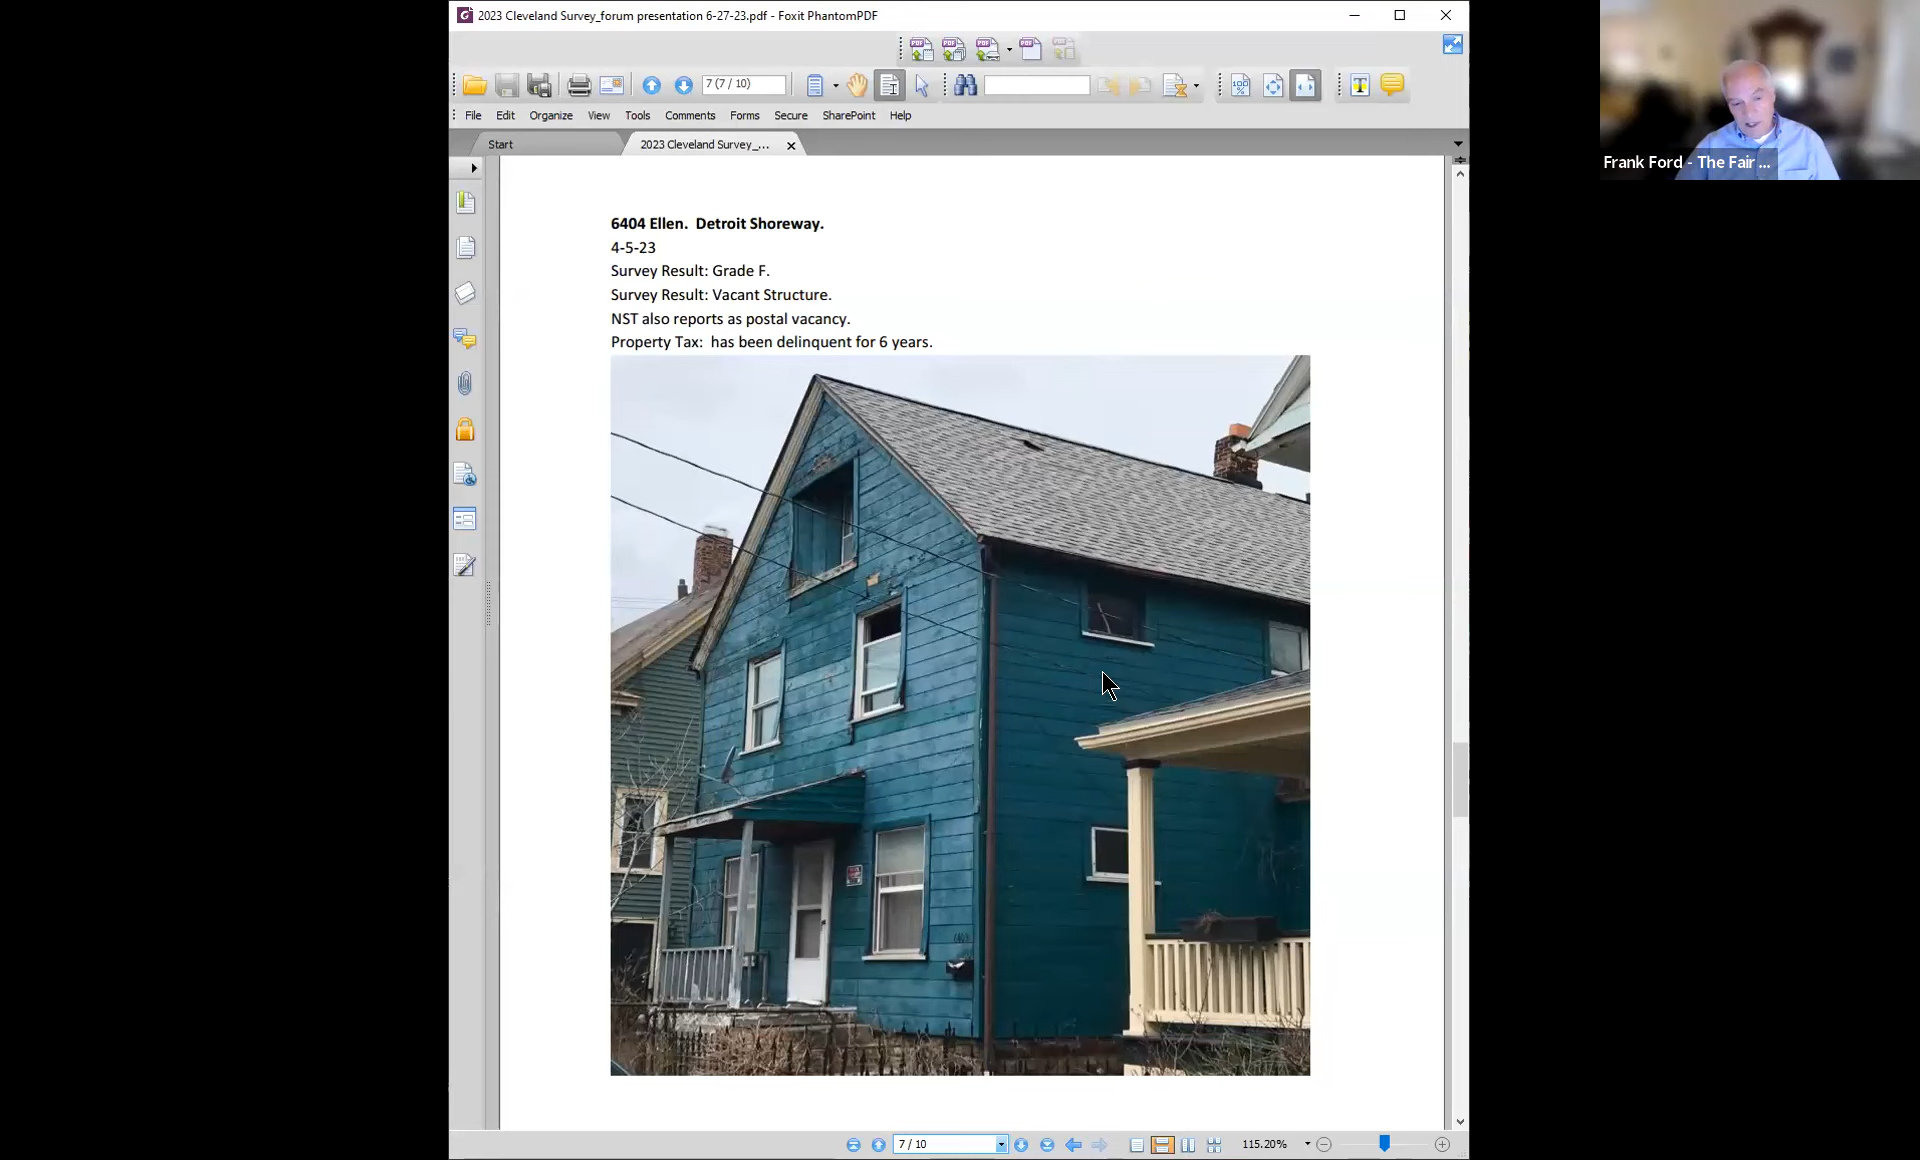 2023 Cleveland Survey_forum presentation 6-27-23.pdf - Foxit PhantomPDF
7 (7 / 10)
File Edit Organize View Tools Comments Forms Secure SharePoint Help
Start 2023 Cleveland Survey_...
6404 Ellen.  Detroit Shoreway.
4-5-23
Survey Result: Grade F.
Survey Result: Vacant Structure.
NST also reports as postal vacancy.
Property Tax:  has been delinquent for 6 years.
7 / 10 115.20%
Frank Ford - The Fair ...